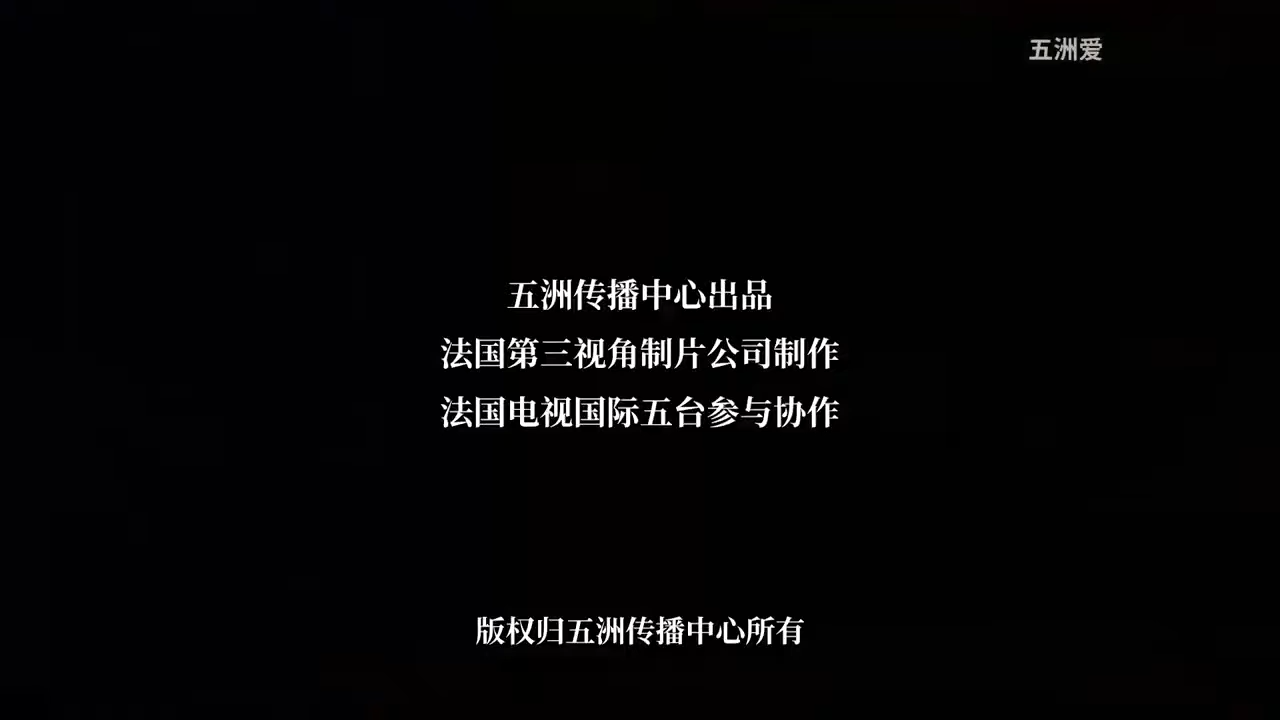 五洲爱
五洲传播中心出品
法国第三视角制片公司制作
法国电视国际五台参与协作
版权归五洲传播中心所有